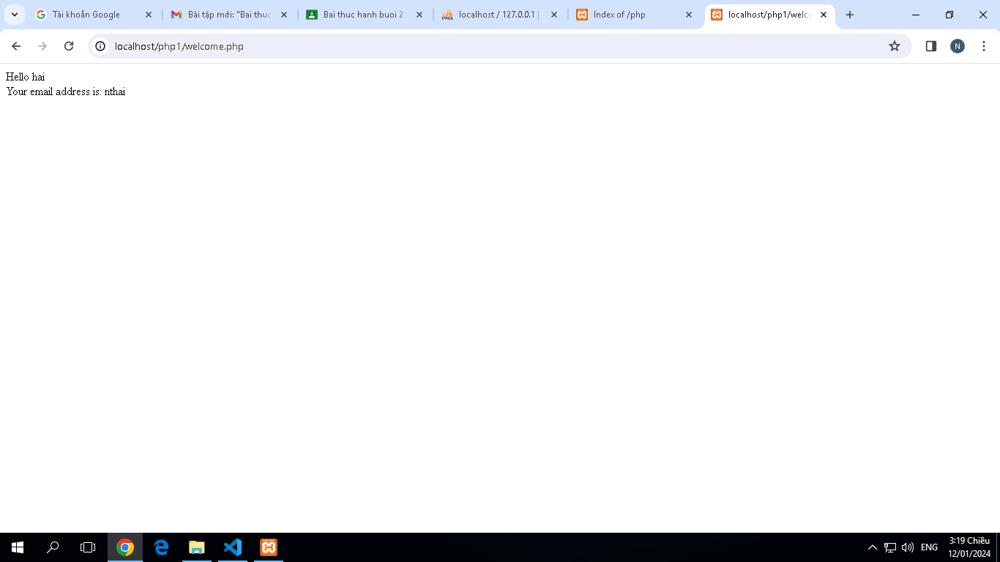 Tài khoản Google
Bài tập mới: "Bai thuc
Bai thuc hanh buoi 2
localhost / 127.0.0.1 |
Index of /php
localhost/php1/welcc
localhost/php1/welcome.php
N
Hello hai
Your email address is: nthai
ENG
3:19 Chiều
12/01/2024